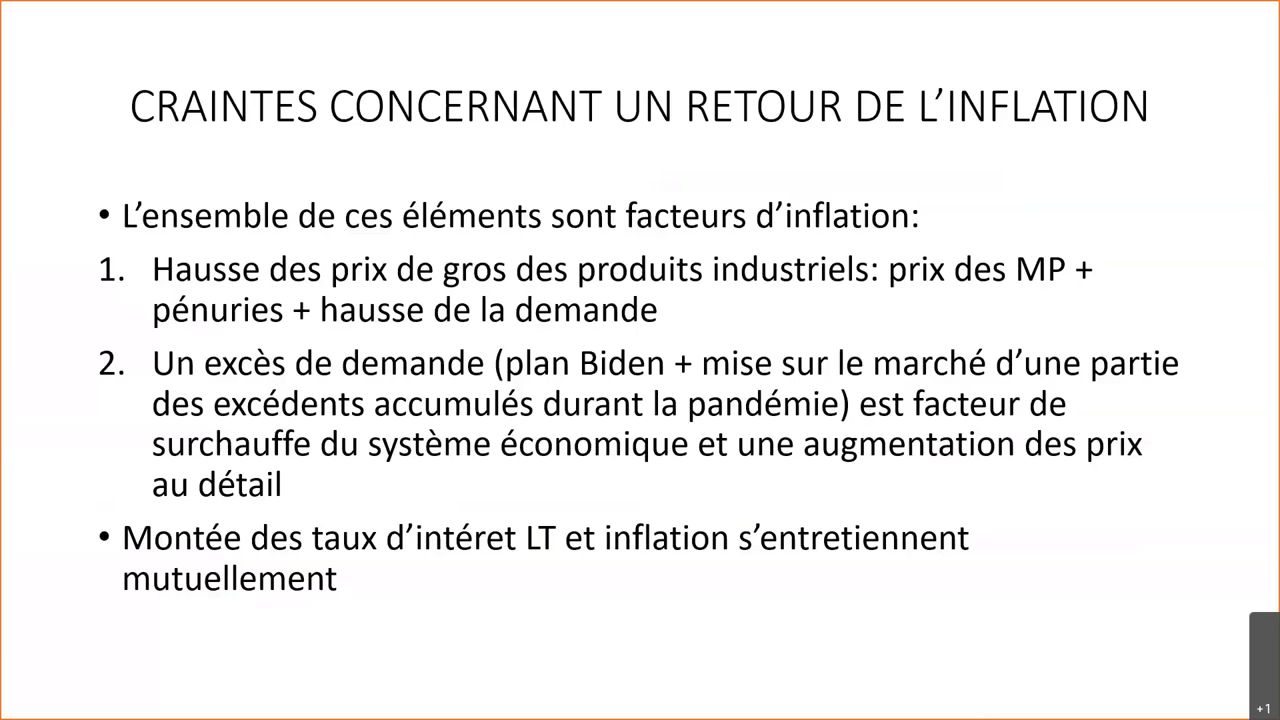 CRAINTES CONCERNANT UN RETOUR DE L’INFLATION
• L’ensemble de ces éléments sont facteurs d’inflation:
1. Hausse des prix de gros des produits industriels: prix des MP +
pénuries + hausse de la demande
2. Un excès de demande (plan Biden + mise sur le marché d’une partie
des excédents accumulés durant la pandémie) est facteur de
surchauffe du système économique et une augmentation des prix
au détail
• Montée des taux d’intéret LT et inflation s’entretiennent
mutuellement
+1